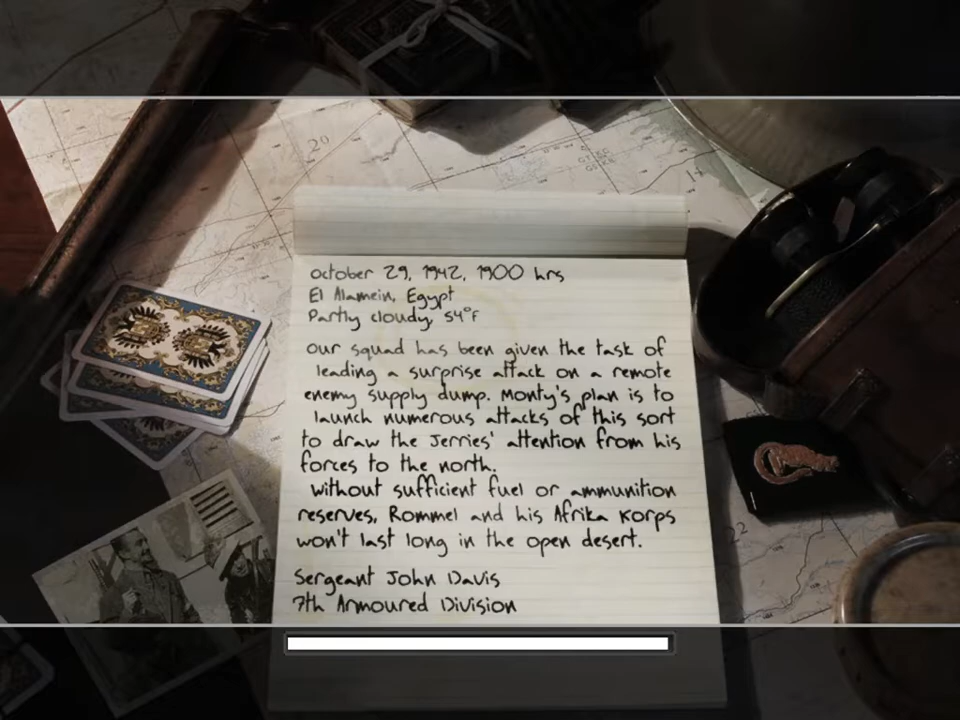 October 29, 1942, 1900 hrs
El Alamein, Egypt
Partly cloudy, 54°F
Our squad has been given the task of
leading a surprise attack on a remote
enemy supply dump. Monty's plan is to
launch numerous attacks of this sort
to draw the Jerries' attention from his
forces to the north.
Without sufficient fuel or ammunition
reserves, Rommel and his Afrika Korps
won't last long in the open desert.
Sergeant John Davis
7th Armoured Division
20
22